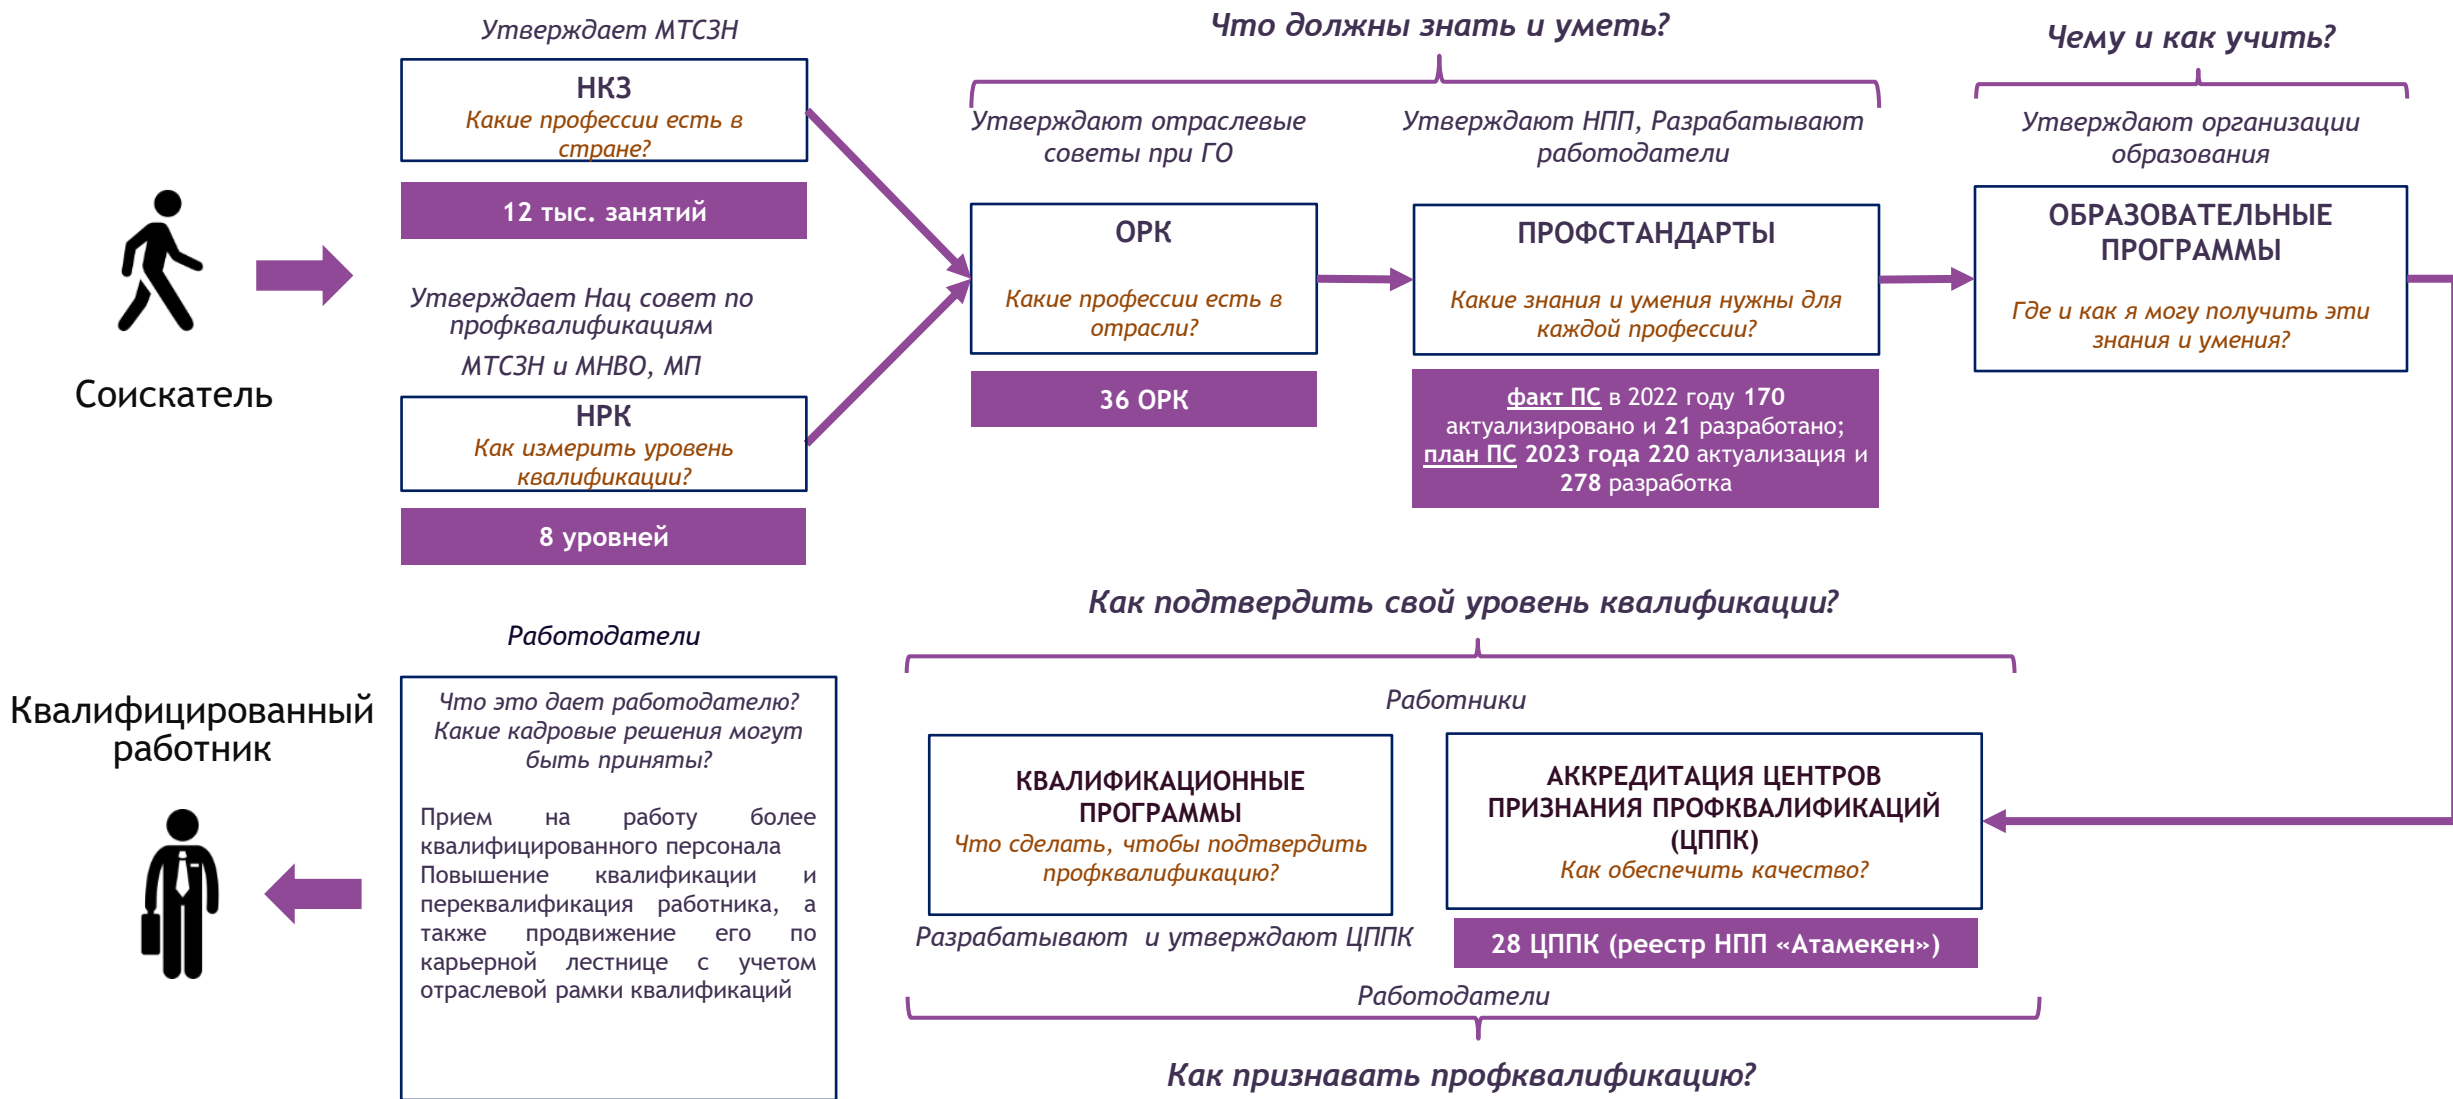 Утверждает МТСЗН
НКЗ
Какие профессии есть в
стране?
12 тыс. занятий
Соискатель
Утверждает Нац совет по
профквалификациям
МТСЗН и МНВО, МП
НРК
Как измерить уровень
квалификации?
8 уровней
Что должны знать и уметь?
Утверждают отраслевые
советы при ГО
ОРК
Какие профессии есть в
отрасли?
36 ОРК
Утверждают НПП, Разрабатывают
работодатели
ПРОФСТАНДАРТЫ
Какие знания и умения нужны для
каждой профессии?
факт ПС в 2022 году 170
актуализировано и 21 разработано;
план ПС 2023 года 220 актуализация и
278 разработка
Чему и как учить?
Утверждают организации
образования
ОБРАЗОВАТЕЛЬНЫЕ
ПРОГРАММЫ
Где и как я могу получить эти
знания и умения?
Как подтвердить свой уровень квалификации?
Работники
КВАЛИФИКАЦИОННЫЕ
ПРОГРАММЫ
Что сделать, чтобы подтвердить
профквалификацию?
Разрабатывают и утверждают ЦППК
АККРЕДИТАЦИЯ ЦЕНТРОВ
ПРИЗНАНИЯ ПРОФКВАЛИФИКАЦИЙ
(ЦППК)
Как обеспечить качество?
28 ЦППК (реестр НПП «Атамекен»)
Работодатели
Как признавать профквалификацию?
Работодатели
Что это дает работодателю?
Какие кадровые решения могут
быть приняты?
Прием на работу более
квалифицированного персонала
Повышение квалификации и
переквалификация работника, а
также продвижение его по
карьерной лестнице с учетом
отраслевой рамки квалификаций
Квалифицированный
работник